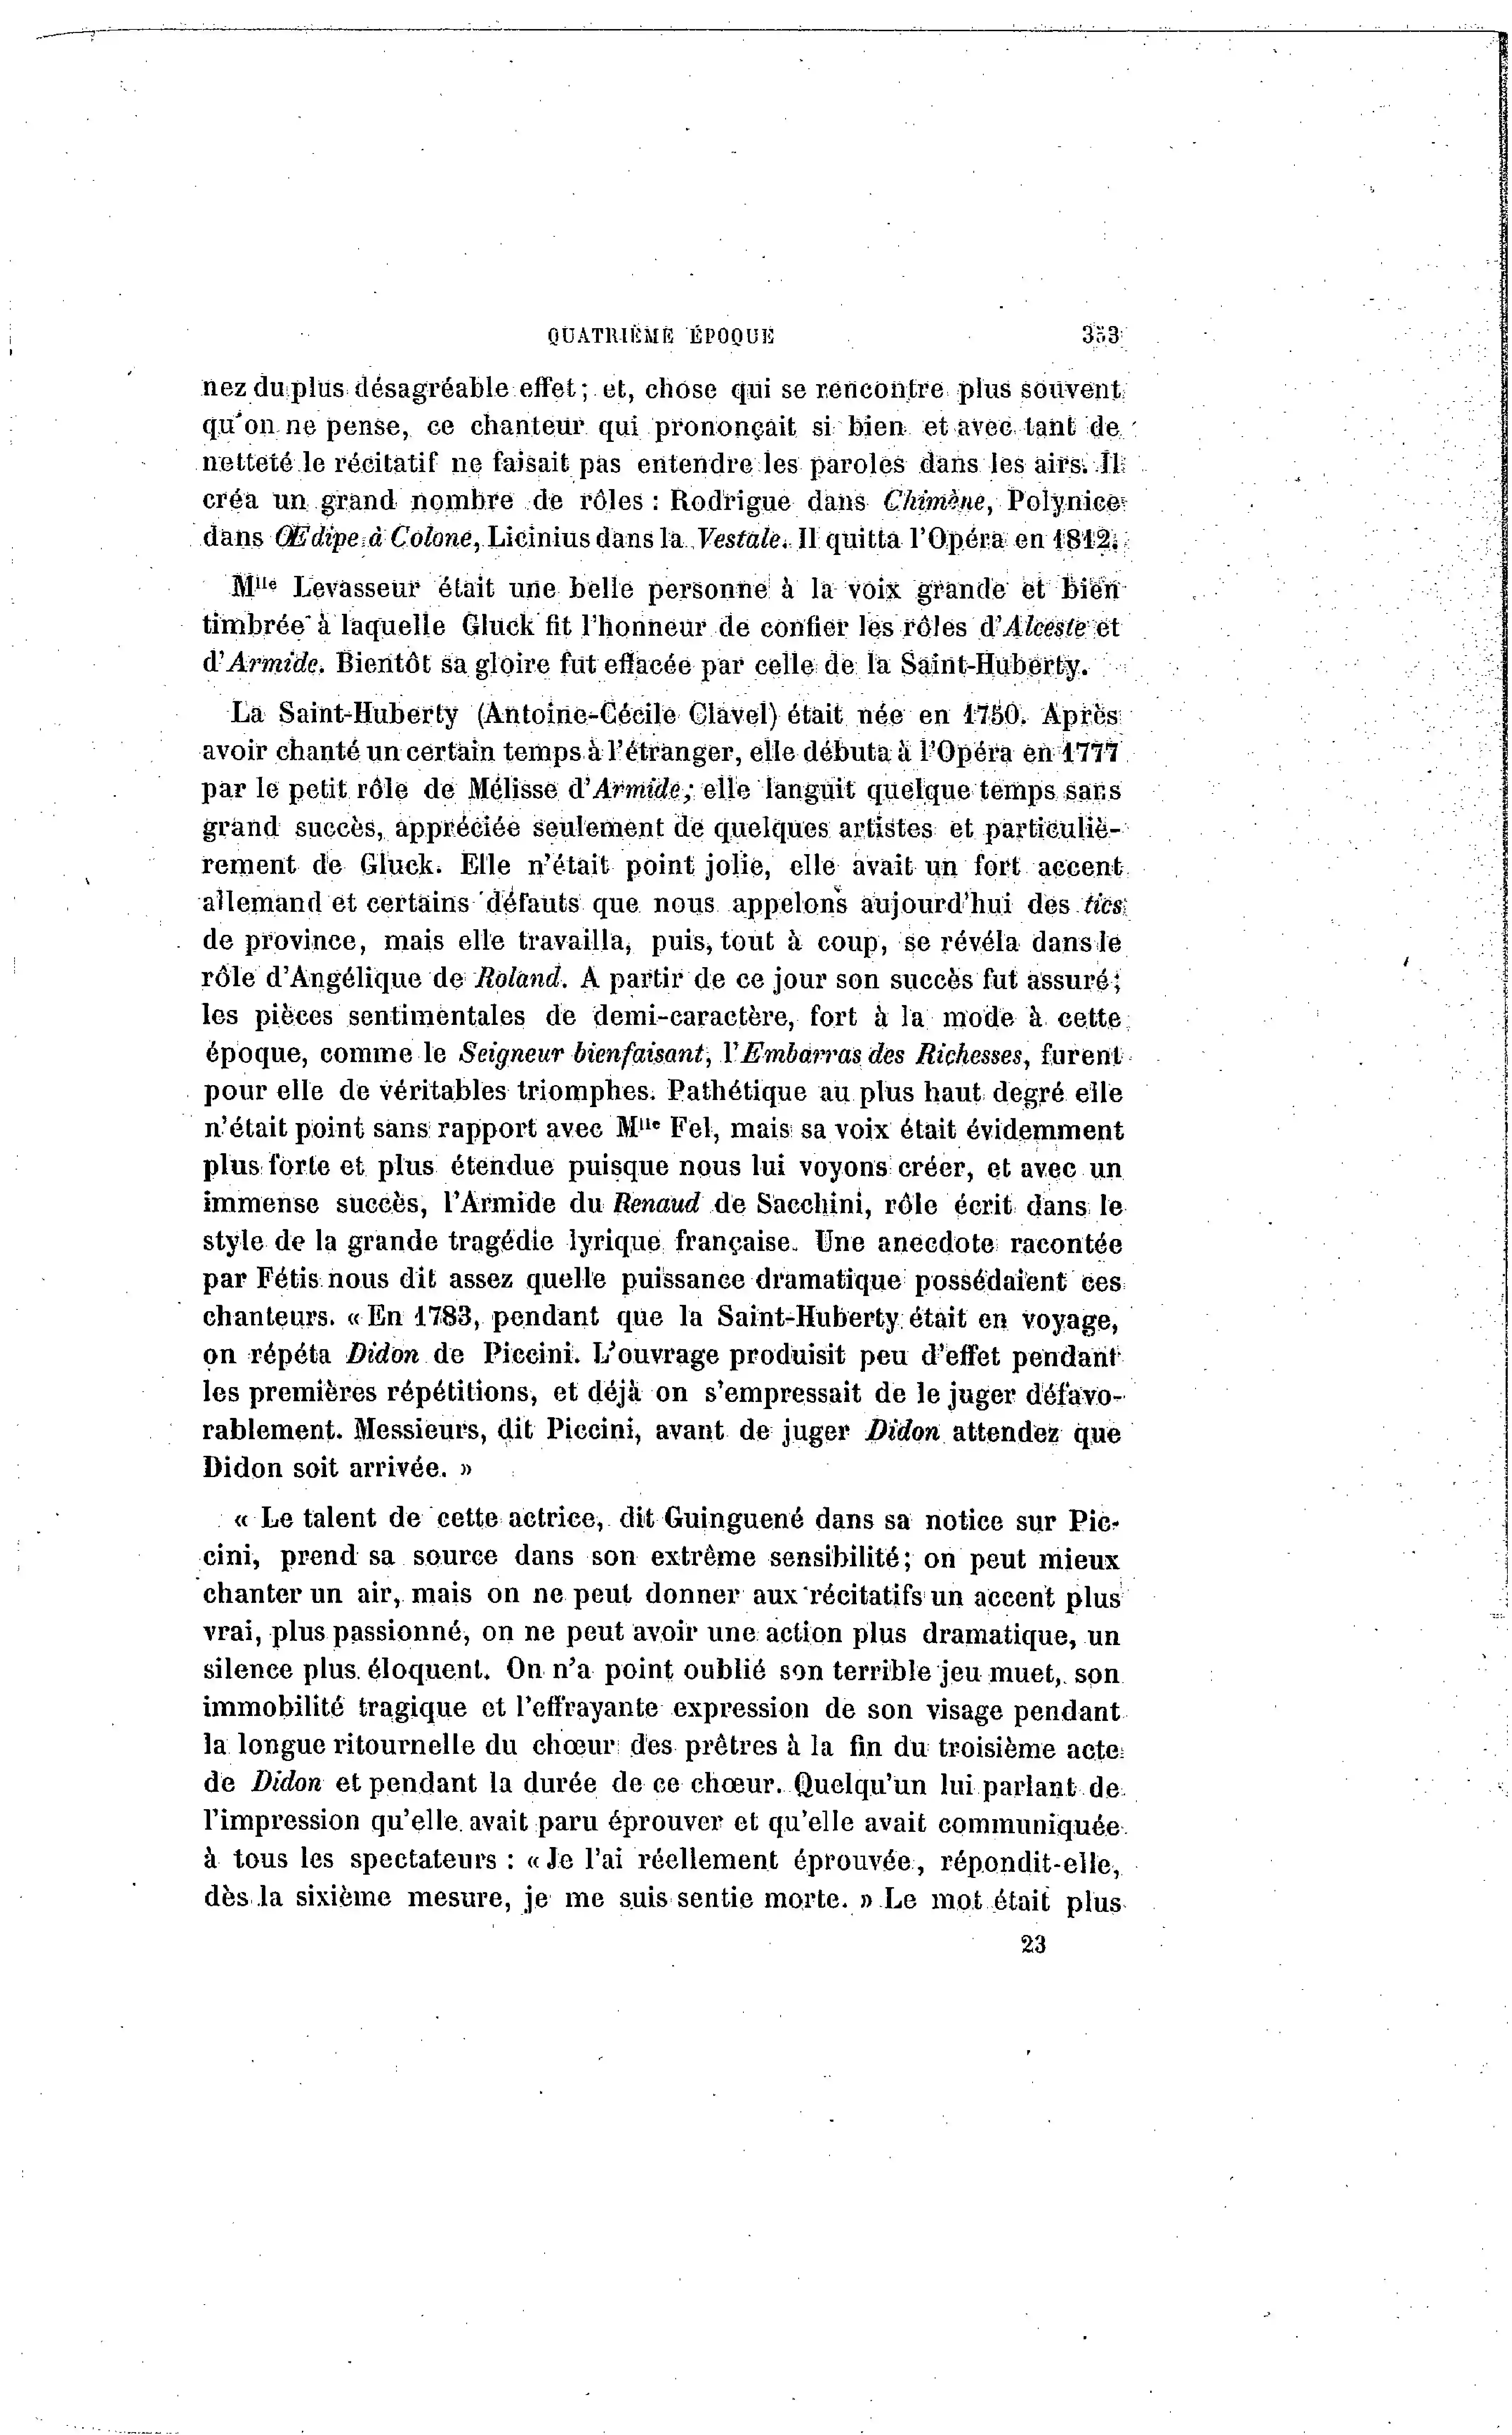 QUATRIÈME ÉPOQUE 353
nez du plus désagréable effet; et, chose qui se rencontre plus souvent
qu'on ne pense, ce chanteur qui prononçait si bien et avec tant de
netteté le récitatif ne faisait pas entendre les paroles dans les airs. Il
créa un grand nombre de rôles : Rodrigue dans Chimène, Polynice
dans Œdipe à Colone, Licinius dans la Vestale. Il quitta l'Opéra en 1812.
Mlle Levasseur était une belle personne à la voix grande et bien
timbrée à laquelle Gluck fit l'honneur de confier les rôles d'Alceste et
d'Armide. Bientôt sa gloire fut effacée par celle de la Saint-Huberty.
La Saint-Huberty (Antoine-Cécile Clavel) était née en 1750. Après
avoir chanté un certain temps à l'étranger, elle débuta à l'Opéra en 1777
par le petit rôle de Mélisse d'Armide; elle languit quelque temps sans
grand succès, appréciée seulement de quelques artistes et particuliè-
rement de Gluck. Elle n'était point jolie, elle avait un fort accent
allemand et certains défauts que nous appelons aujourd'hui des tics
de province, mais elle travailla, puis, tout à coup, se révéla dans le
rôle d'Angélique de Roland. A partir de ce jour son succès fut assuré;
les pièces sentimentales de demi-caractère, fort à la mode à cette
époque, comme le Seigneur bienfaisant, l'Embarras des Richesses, furent
pour elle de véritables triomphes. Pathétique au plus haut degré elle
n'était point sans rapport avec Mlle Fel, mais sa voix était évidemment
plus forte et plus étendue puisque nous lui voyons créer, et avec un
immense succès, l'Armide du Renaud de Sacchini, rôle écrit dans le
style de la grande tragédie lyrique française. Une anecdote racontée
par Fétis nous dit assez quelle puissance dramatique possédaient ces
chanteurs. « En 1783, pendant que la Saint-Huberty était en voyage,
on répéta Didon de Piccini. L'ouvrage produisit peu d'effet pendant
les premières répétitions, et déjà on s'empressait de le juger défavo-
rablement. Messieurs, dit Piccini, avant de juger Didon attendez que
Didon soit arrivée. »
« Le talent de cette actrice, dit Guinguené dans sa notice sur Pic-
cini, prend sa source dans son extrême sensibilité; on peut mieux
chanter un air, mais on ne peut donner aux récitatifs un accent plus
vrai, plus passionné, on ne peut avoir une action plus dramatique, un
silence plus éloquent. On n'a point oublié son terrible jeu muet, son
immobilité tragique et l'effrayante expression de son visage pendant
la longue ritournelle du chœur des prêtres à la fin du troisième acte
de Didon et pendant la durée de ce chœur. Quelqu'un lui parlant de
l'impression qu'elle avait paru éprouver et qu'elle avait communiquée
à tous les spectateurs : « Je l'ai réellement éprouvée, répondit-elle,
dès la sixième mesure, je me suis sentie morte. » Le mot était plus
23